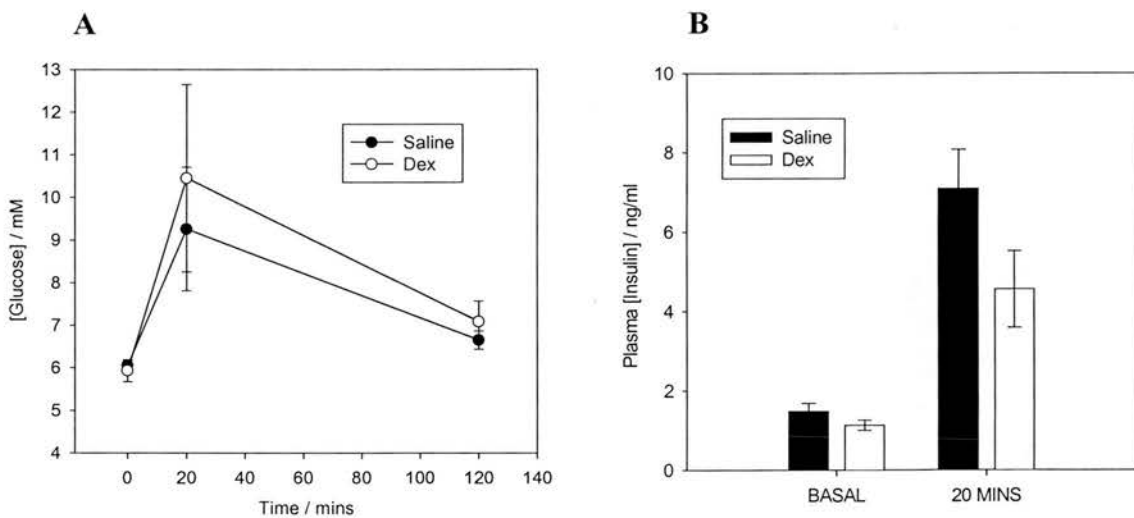 A
13
12
11
10
9
8
7
6
5
4
[Glucose] / mM
Saline
Dex
0 20 40 60 80 100 120 140
Time / mins
B
10
8
6
4
2
0
Plasma [Insulin] / ng/ml
Saline
Dex
BASAL 20 MINS